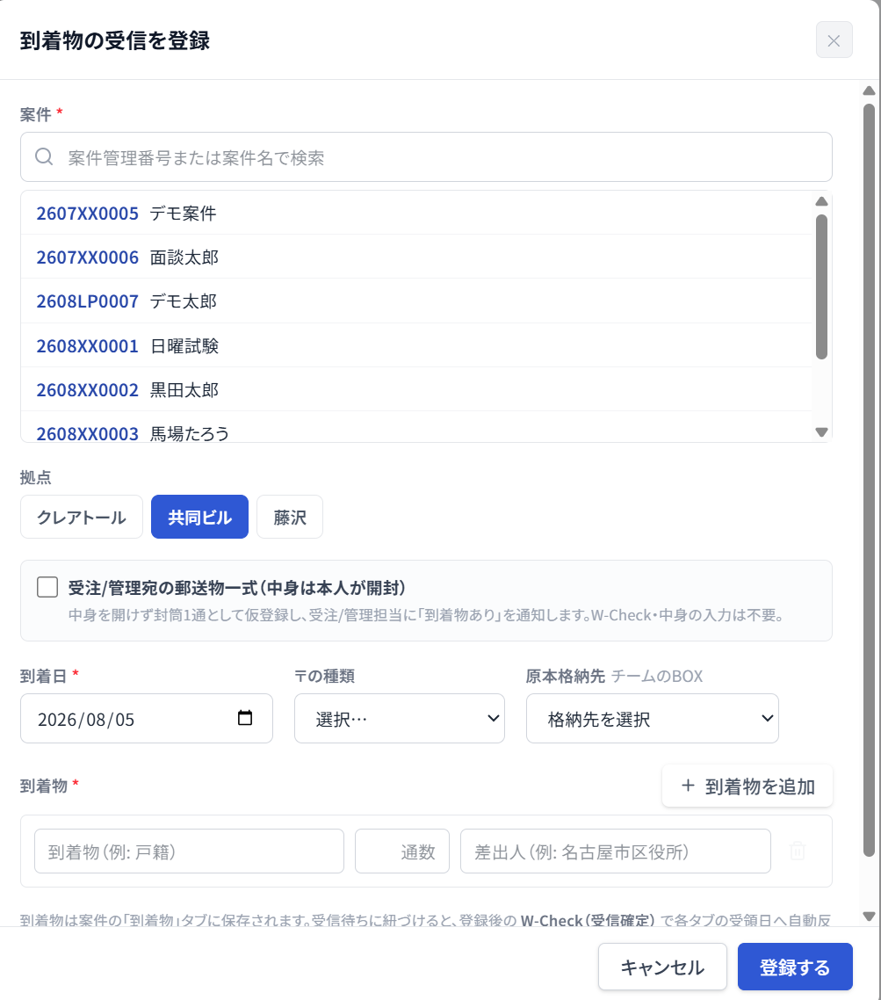 到着物の受信を登録
案件 *
案件管理番号または案件名で検索
2607XX0005 デモ案件
2607XX0006 面談太郎
2608LP0007 デモ太郎
2608XX0001 日曜試験
2608XX0002 黒田太郎
2608XX0003 馬場たろう
拠点
クレアトール 共同ビル 藤沢
受注/管理宛の郵送物一式（中身は本人が開封）
中身を開けず封筒1通として仮登録し、受注/管理担当に「到着物あり」を通知します。W-Check・中身の入力は不要。
到着日 * 〒の種類 原本格納先 チームのBOX
2026/08/05 選択… 格納先を選択
到着物 * + 到着物を追加
到着物（例: 戸籍） 通数 差出人（例: 名古屋市区役所）
到着物は案件の「到着物」タブに保存されます。受信待ちに紐づけると、登録後の W-Check（受信確定） で各タブの受領日へ自動反
キャンセル 登録する